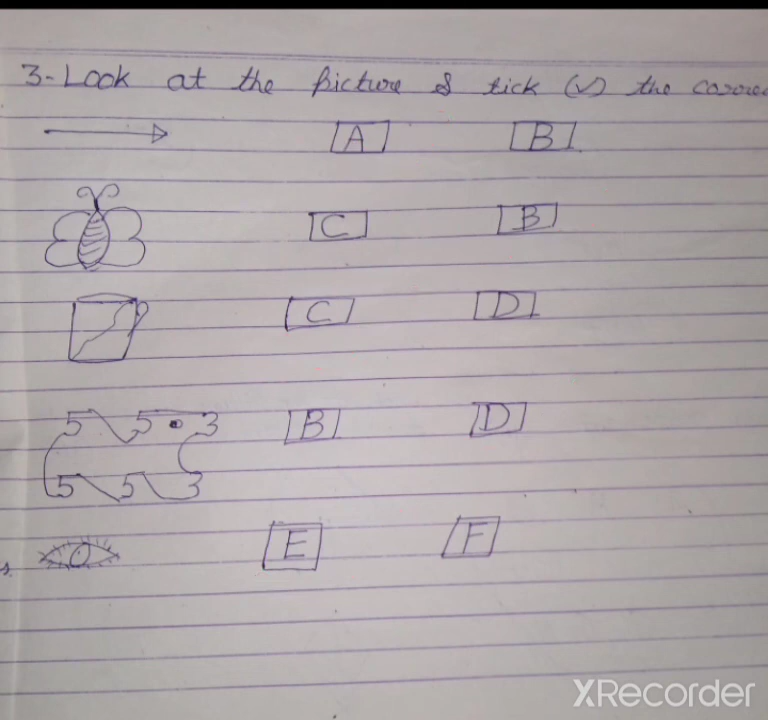 3- Look at the picture & tick (✓) the
A B
C B
C D
B D
E F
XRecorder